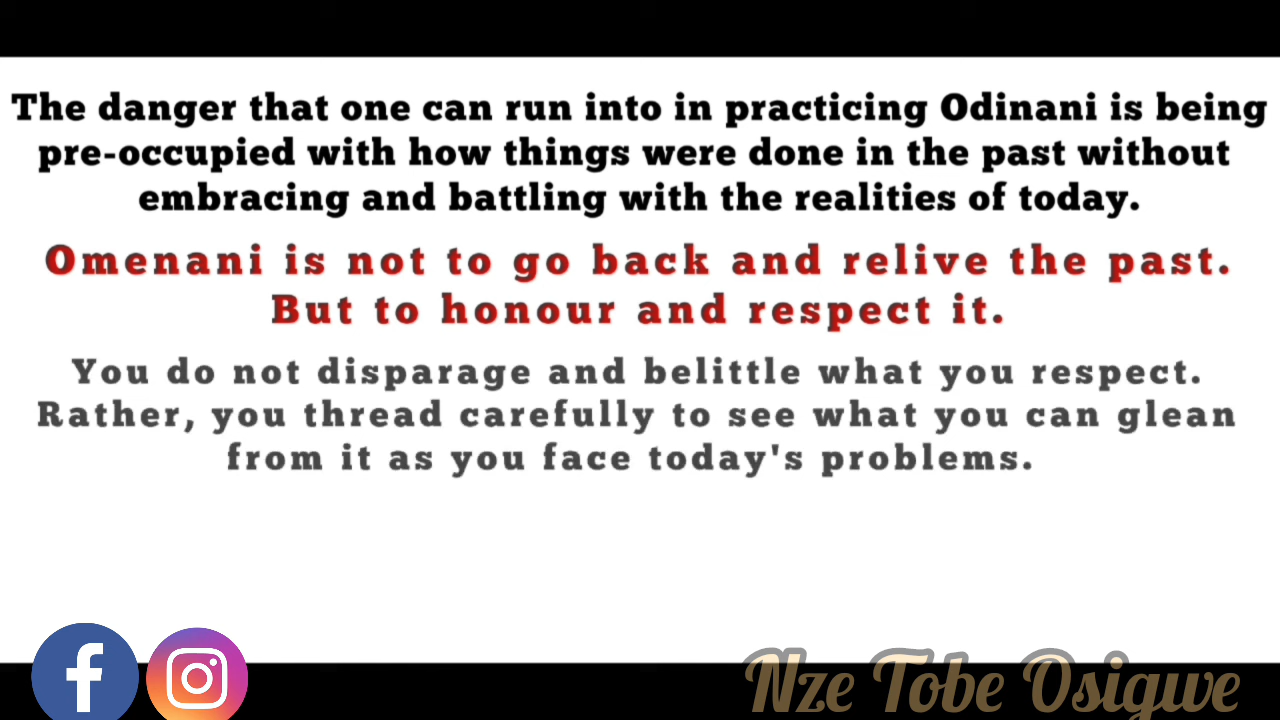 The danger that one can run into in practicing Odinani is being
pre-occupied with how things were done in the past without
embracing and battling with the realities of today.
Omenani is not to go back and relive the past.
But to honour and respect it.
You do not disparage and belittle what you respect.
Rather, you thread carefully to see what you can glean
from it as you face today's problems.
Nze Tobe Osigwe